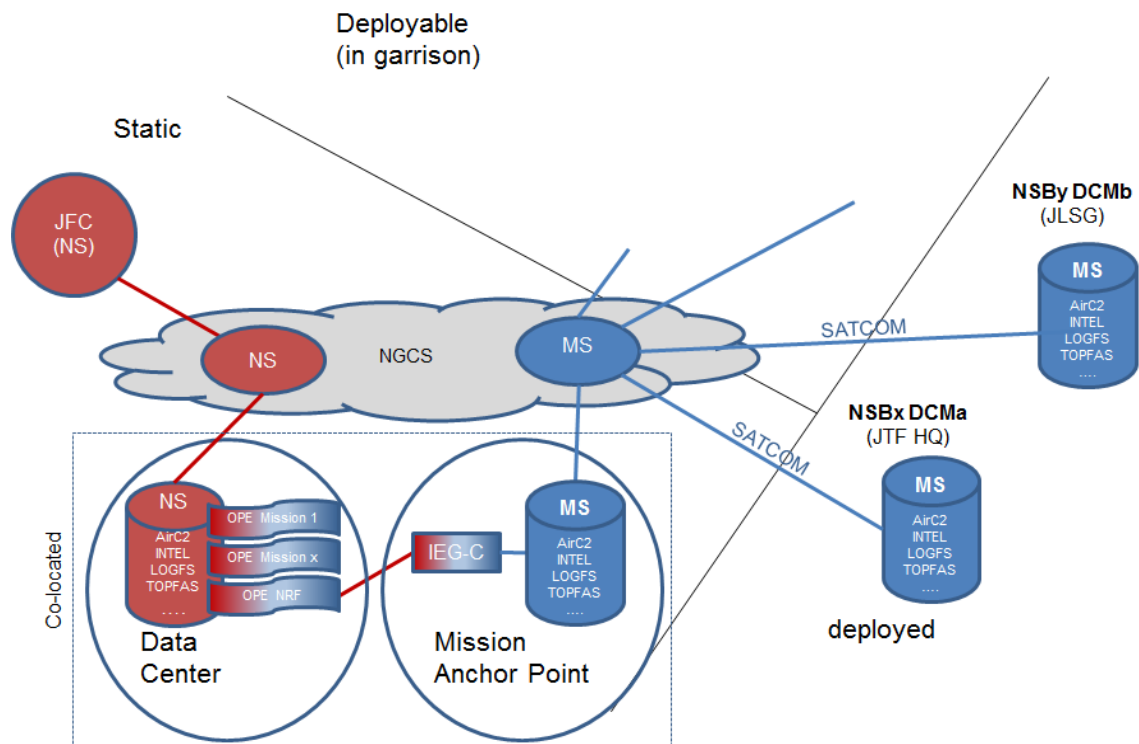 Deployable
(in garrison)
Static
JFC
(NS)
NSBy DCMb
(JLSG)
MS
AirC2
INTEL
LOGFS
TOPFAS
....
NS
NGCS
MS
SATCOM
SATCOM
NSBx DCMa
(JTF HQ)
MS
AirC2
INTEL
LOGFS
TOPFAS
....
Co-located
NS
AirC2
INTEL
LOGFS
TOPFAS
....
OPE Mission 1
OPE Mission x
OPE NRF
Data
Center
IEG-C
MS
AirC2
INTEL
LOGFS
TOPFAS
....
Mission
Anchor Point
deployed